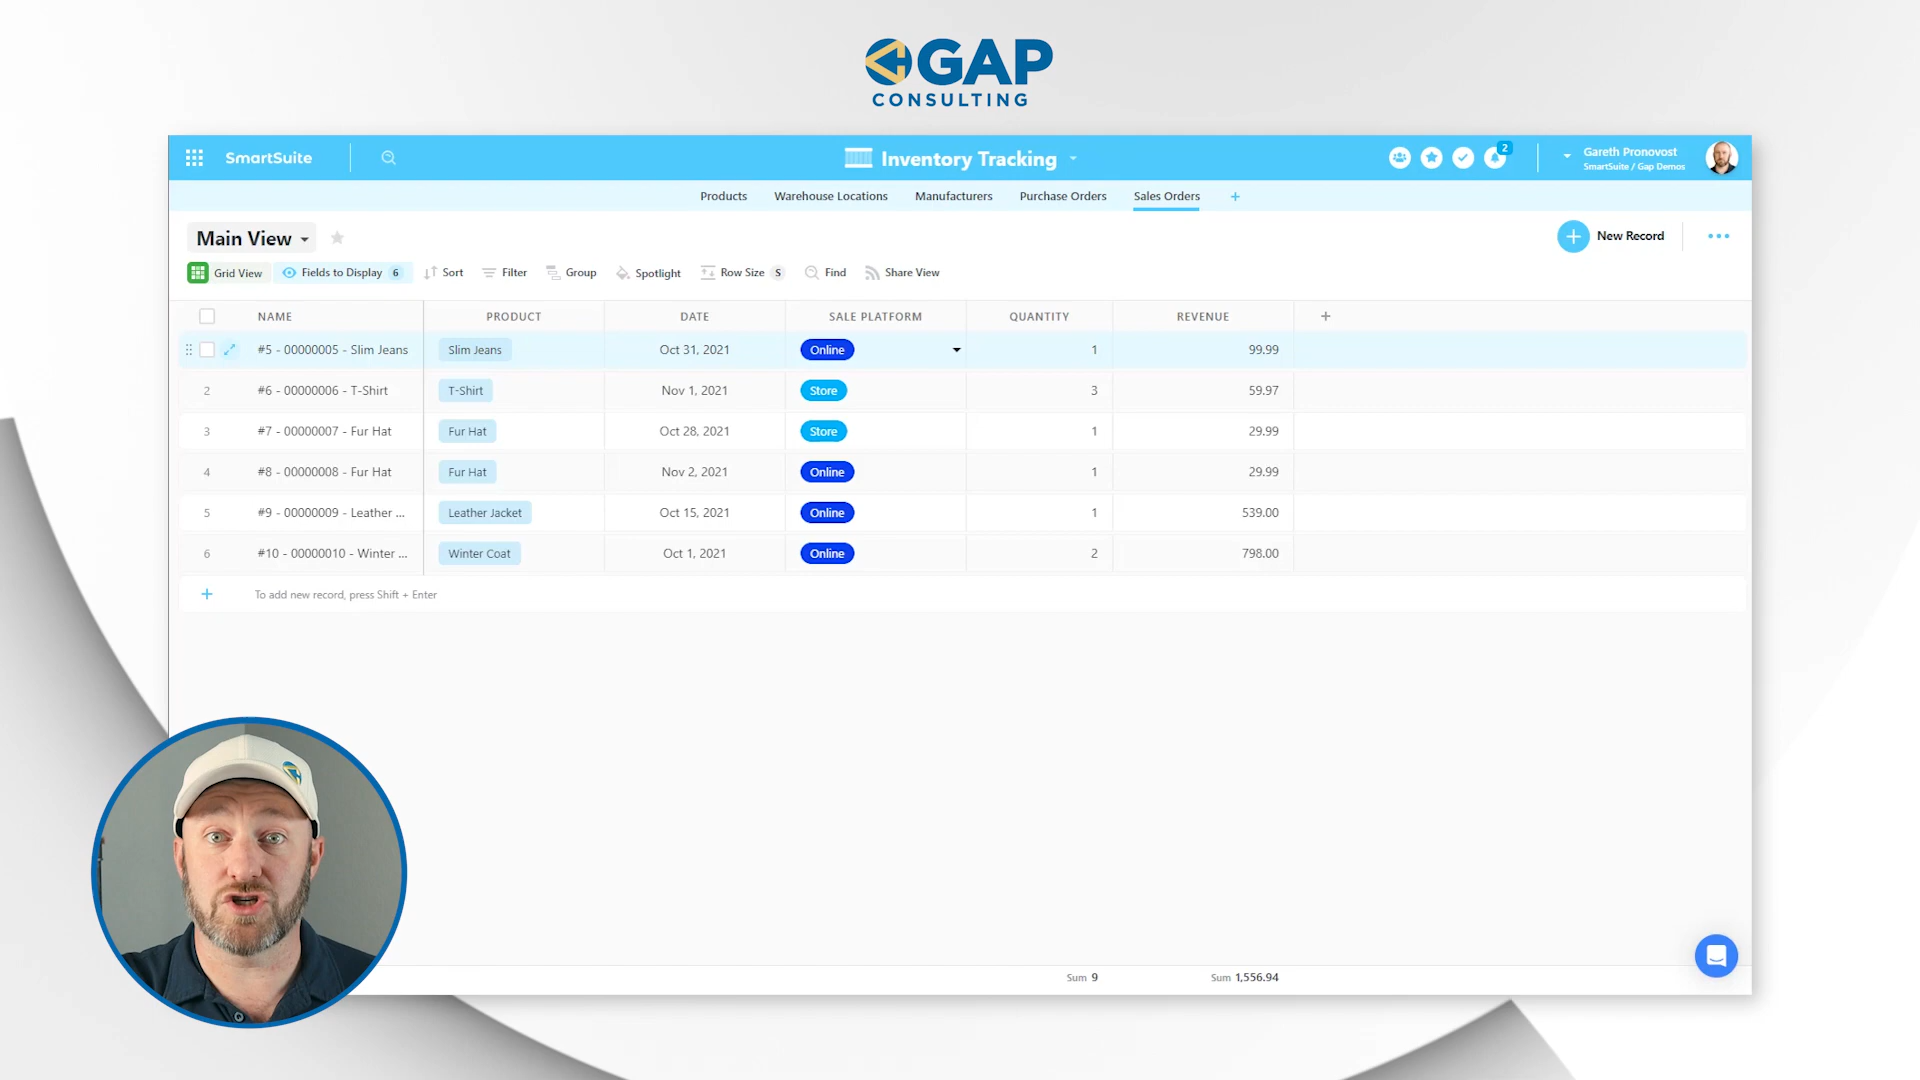 GAP
CONSULTING
SmartSuite
Inventory Tracking
2
Gareth Pronovost
SmartSuite / Gap Demos
Products Warehouse Locations Manufacturers Purchase Orders Sales Orders +
Main View
New Record
Grid View Fields to Display 6 Sort Filter Group Spotlight Row Size S Find Share View
NAME PRODUCT DATE SALE PLATFORM QUANTITY REVENUE +
#5 - 00000005 - Slim Jeans Slim Jeans Oct 31, 2021 Online 1 99.99
2 #6 - 00000006 - T-Shirt T-Shirt Nov 1, 2021 Store 3 59.97
3 #7 - 00000007 - Fur Hat Fur Hat Oct 28, 2021 Store 1 29.99
4 #8 - 00000008 - Fur Hat Fur Hat Nov 2, 2021 Online 1 29.99
5 #9 - 00000009 - Leather ... Leather Jacket Oct 15, 2021 Online 1 539.00
6 #10 - 00000010 - Winter ... Winter Coat Oct 1, 2021 Online 2 798.00
+ To add new record, press Shift + Enter
Sum 9 Sum 1,556.94